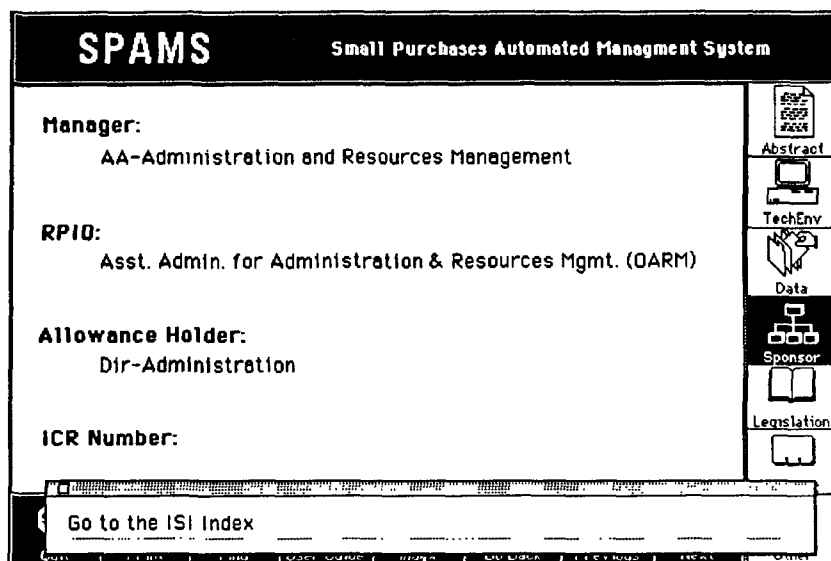 SPAMS Small Purchases Automated Managment System
Manager:
AA-Administration and Resources Management
RPIO:
Asst. Admin. for Administration & Resources Mgmt. (OARM)
Allowance Holder:
Dir-Administration
ICR Number:
Abstract
TechEnv
Data
Sponsor
Legislation
Go to the ISI Index